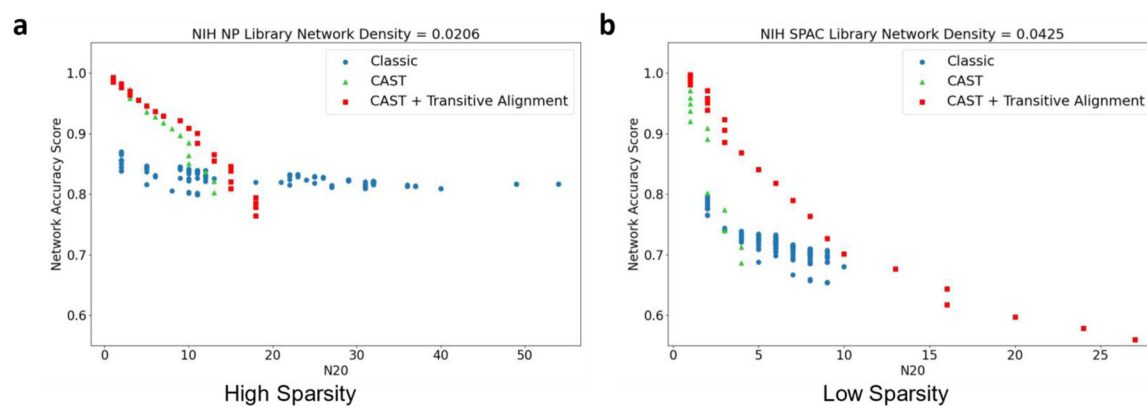 a
NIH NP Library Network Density = 0.0206
Classic
CAST
CAST + Transitive Alignment
Network Accuracy Score
1.0
0.9
0.8
0.7
0.6
0
10
20
30
40
50
N20
High Sparsity
b
NIH SPAC Library Network Density = 0.0425
Classic
CAST
CAST + Transitive Alignment
Network Accuracy Score
1.0
0.9
0.8
0.7
0.6
0
5
10
15
20
25
N20
Low Sparsity